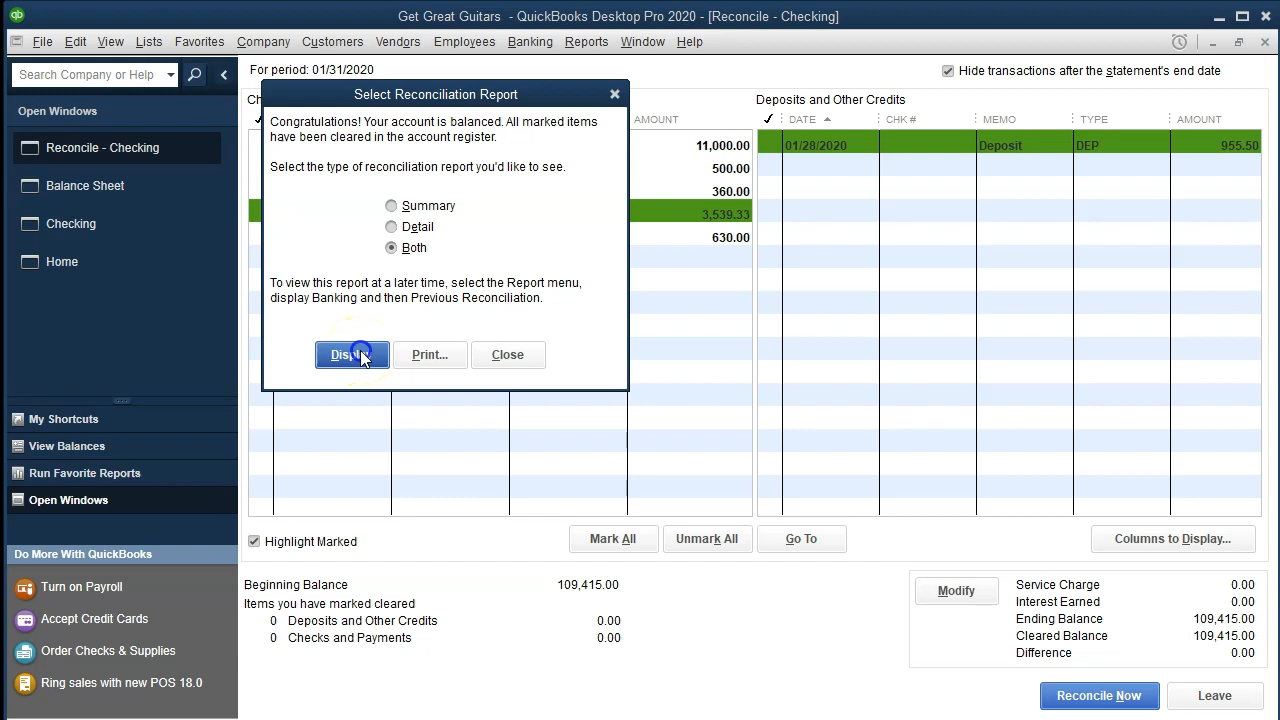 Get Great Guitars - QuickBooks Desktop Pro 2020 - [Reconcile - Checking]
File Edit View Lists Favorites Company Customers Vendors Employees Banking Reports Window Help
Search Company or Help
For period: 01/31/2020
Hide transactions after the statement's end date
Open Windows
Reconcile - Checking
Balance Sheet
Checking
Home
Select Reconciliation Report
Congratulations! Your account is balanced. All marked items
have been cleared in the account register.
Select the type of reconciliation report you'd like to see.
Summary
Detail
Both
To view this report at a later time, select the Report menu,
display Banking and then Previous Reconciliation.
Print... Close
AMOUNT
11,000.00
500.00
360.00
3,539.33
630.00
Deposits and Other Credits
DATE CHK # MEMO TYPE AMOUNT
01/28/2020 Deposit DEP 955.50
My Shortcuts
View Balances
Run Favorite Reports
Open Windows
Do More With QuickBooks
Turn on Payroll
Accept Credit Cards
Order Checks & Supplies
Ring sales with new POS 18.0
Highlight Marked
Mark All Unmark All Go To Columns to Display...
Beginning Balance 109,415.00
Items you have marked cleared
0 Deposits and Other Credits 0.00
0 Checks and Payments 0.00
Modify
Service Charge 0.00
Interest Earned 0.00
Ending Balance 109,415.00
Cleared Balance 109,415.00
Difference 0.00
Reconcile Now Leave